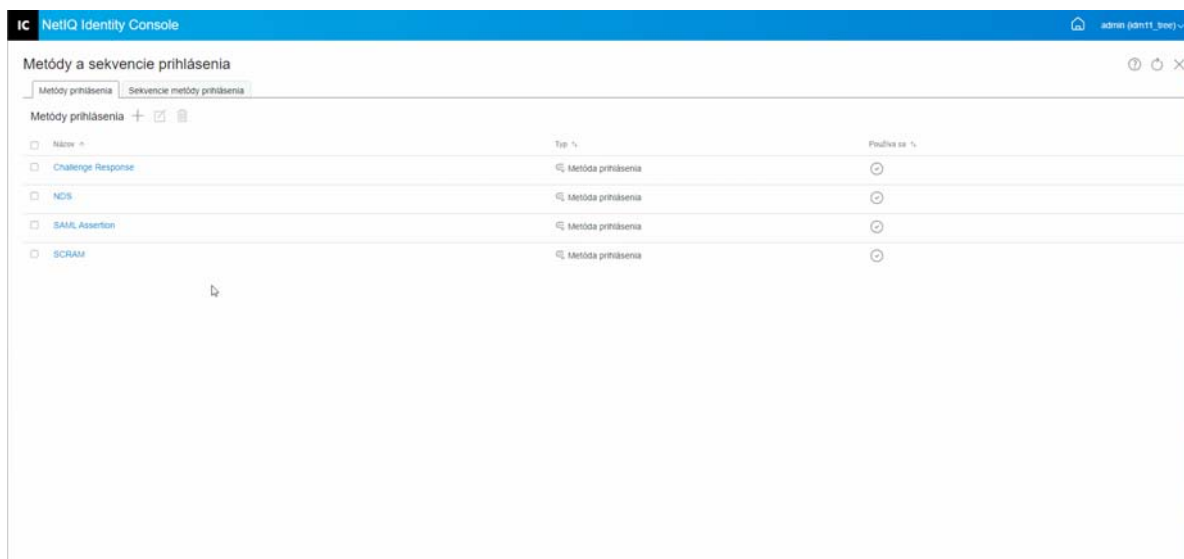 IC NetIQ Identity Console admin (idm11_tree)
Metódy a sekvencie prihlásenia
Metódy prihlásenia Sekvencie metódy prihlásenia
Metódy prihlásenia
Názov Typ Používa sa
Challenge Response Metóda prihlásenia
NDS Metóda prihlásenia
SAML Assertion Metóda prihlásenia
SCRAM Metóda prihlásenia